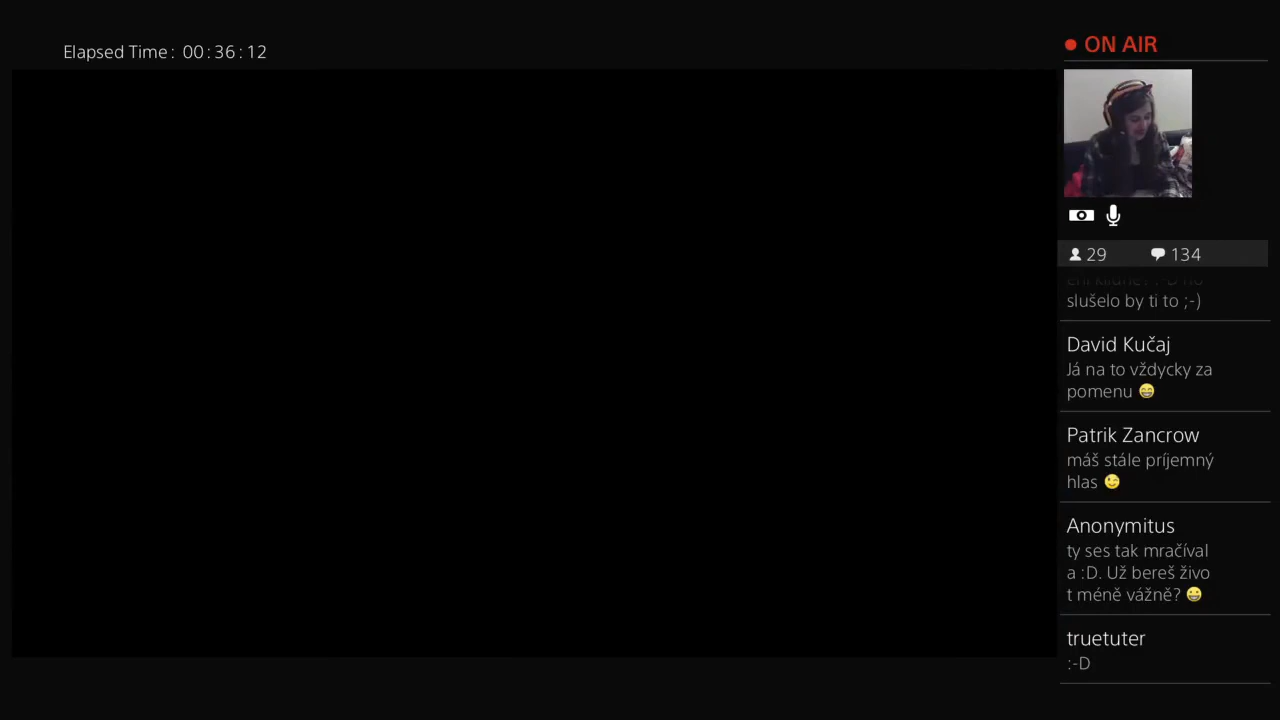 Elapsed Time: 00:36:12
ON AIR
29 134
slušelo by ti to ;-)
David Kučaj
Já na to vždycky za
pomenu 😁
Patrik Zancrow
máš stále príjemný
hlas 😉
Anonymitus
ty ses tak mračíval
a :D. Už bereš živo
t méně vážně? 😀
truetuter
:-D